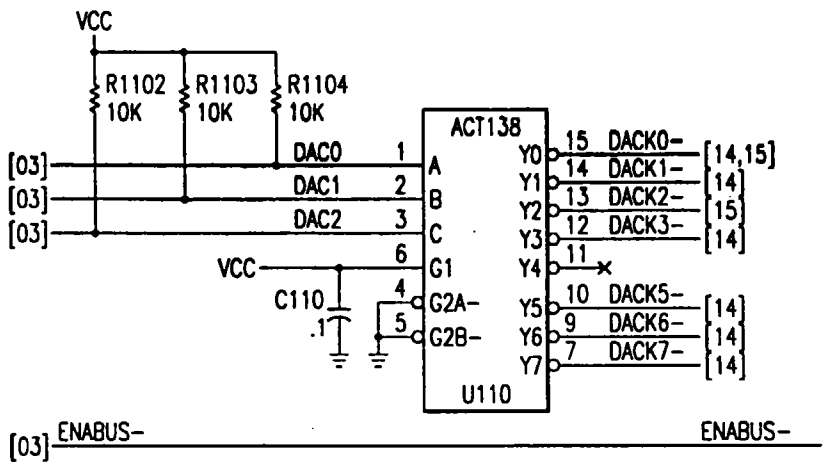 VCC
R1102 R1103 R1104
10K 10K 10K
ACT138
[03] DAC0 1 A Y0 15 DACK0- [14,15]
Y1 14 DACK1- [14]
[03] DAC1 2 B Y2 13 DACK2- [15]
[03] DAC2 3 C Y3 12 DACK3- [14]
VCC 6 G1 Y4 11
C110 4 G2A- Y5 10 DACK5- [14]
.1 5 G2B- Y6 9 DACK6- [14]
Y7 7 DACK7- [14]
U110
[03] ENABUS- ENABUS-